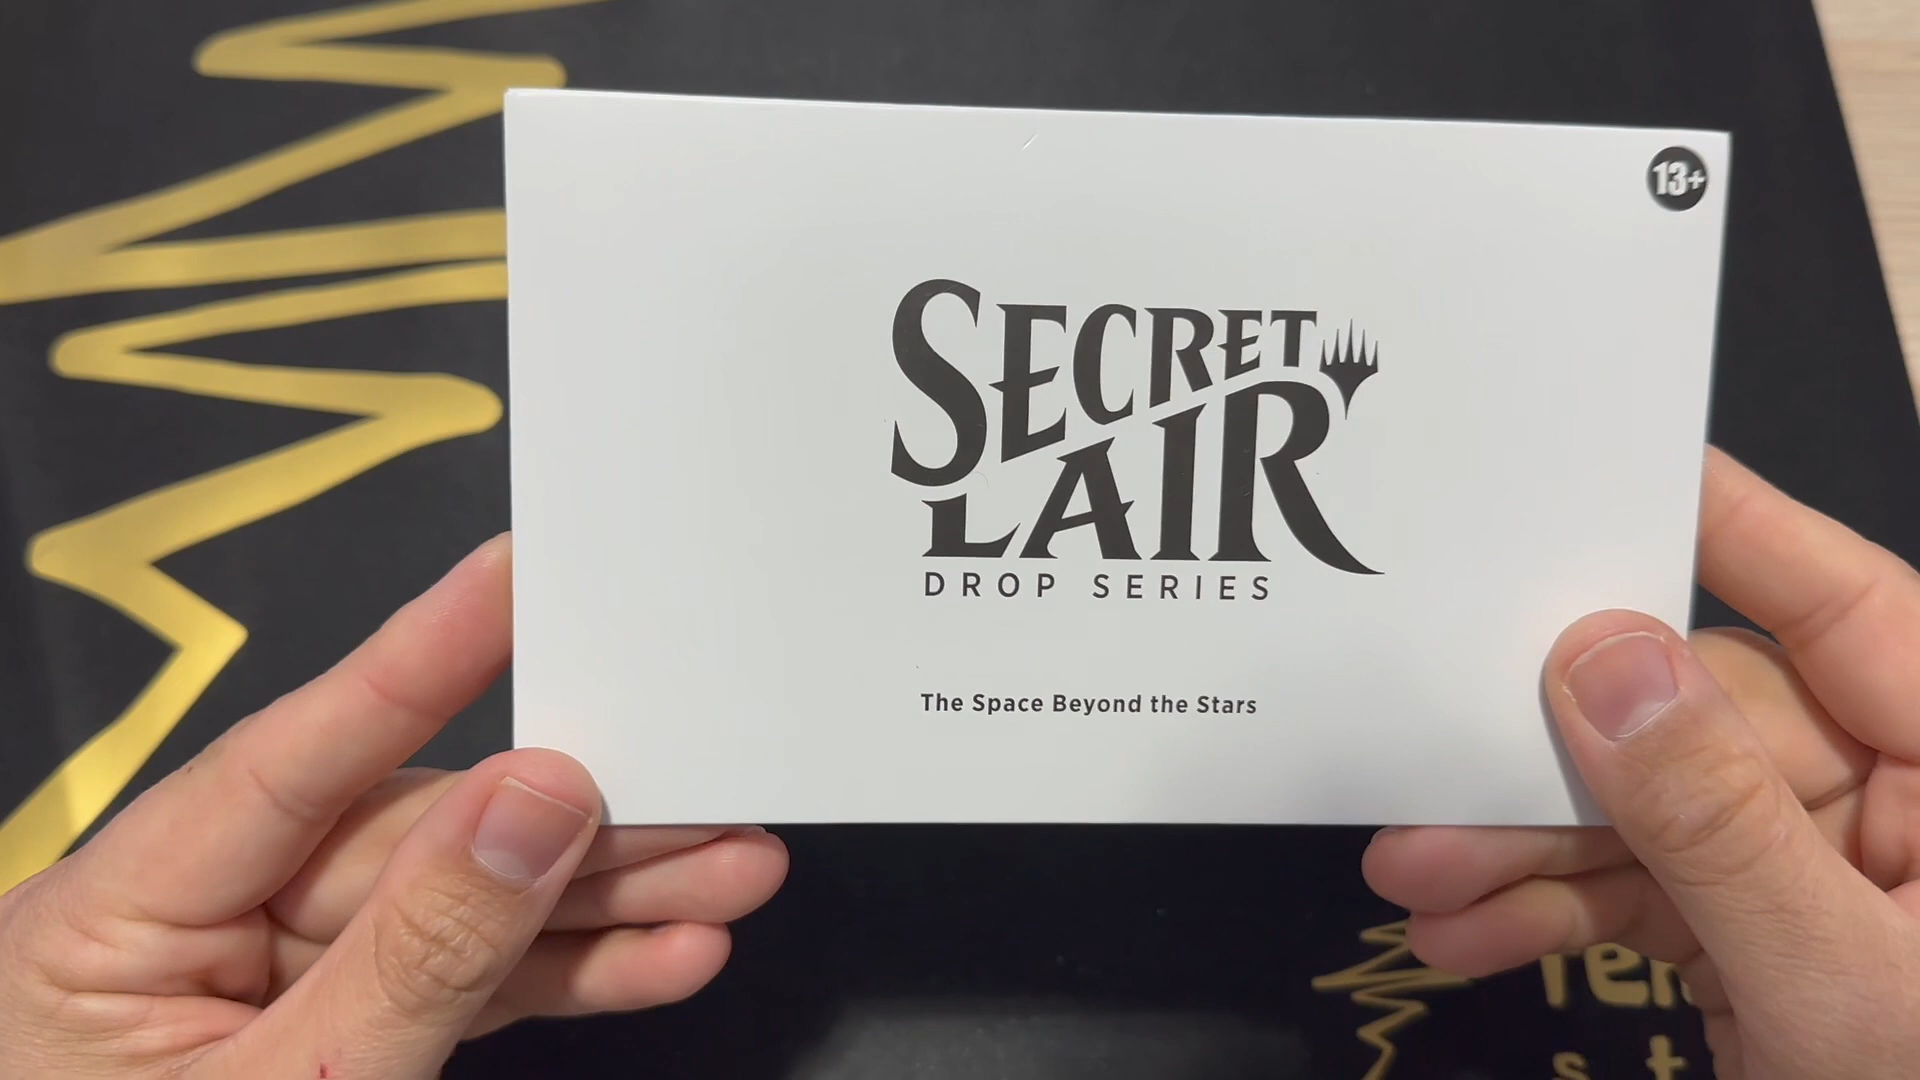 13+
SECRET
LAIR
DROP SERIES
The Space Beyond the Stars